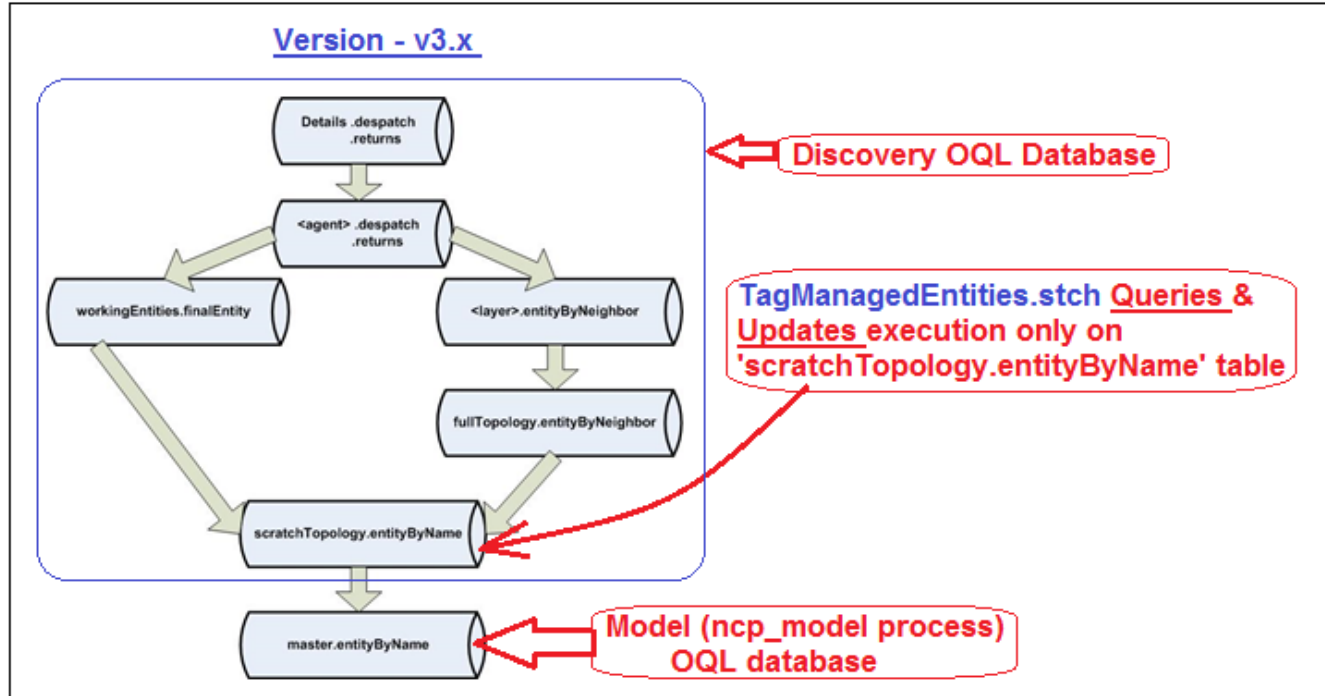 Version - v3.x
Details .despatch
.returns
Discovery OQL Database
<agent> .despatch
.returns
workingEntities.finalEntity
<layer>.entityByNeighbor
TagManagedEntities.stch Queries &
Updates execution only on
'scratchTopology.entityByName' table
fullTopology.entityByNeighbor
scratchTopology.entityByName
master.entityByName
Model (ncp_model process)
OQL database